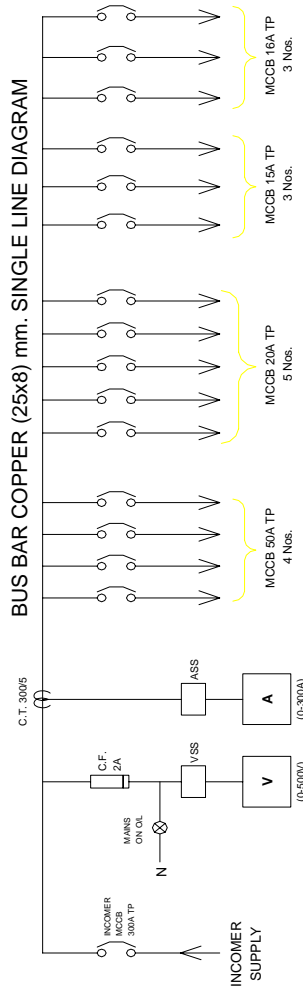 BUS BAR COPPER (25x8) mm. SINGLE LINE DIAGRAM
INCOMER
MCCB
300A TP
INCOMER
SUPPLY
C.F.
2A
MAINS
ON O/L
N
VSS
V
(0-500V)
C.T. 300/5
ASS
A
(0-300A)
MCCB 50A TP
4 Nos.
MCCB 20A TP
5 Nos.
MCCB 15A TP
3 Nos.
MCCB 16A TP
3 Nos.